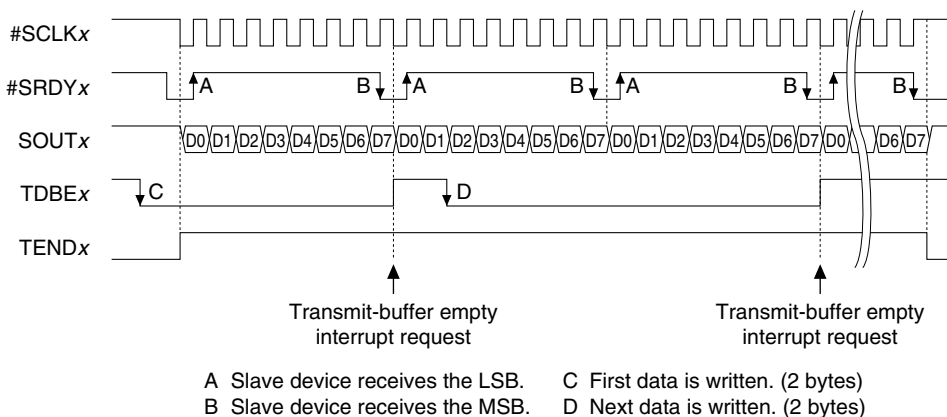 #SCLKx
#SRDYx A B A B A B B
SOUTx D0 D1 D2 D3 D4 D5 D6 D7 D0 D1 D2 D3 D4 D5 D6 D7 D0 D1 D2 D3 D4 D5 D6 D7 D0 D6 D7
TDBEx C D
TENDx
Transmit-buffer empty Transmit-buffer empty
interrupt request interrupt request
A Slave device receives the LSB. C First data is written. (2 bytes)
B Slave device receives the MSB. D Next data is written. (2 bytes)